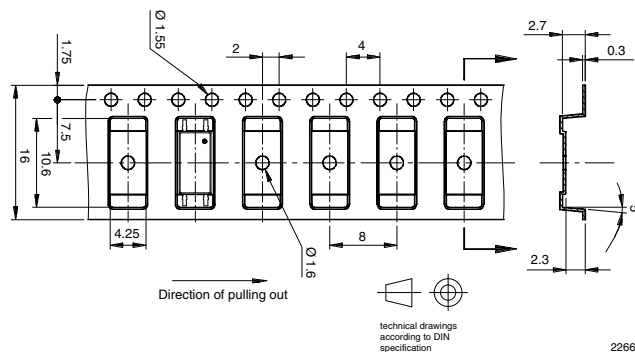 2.7
0.3
1.75
Ø 1.55
2
4
7.5
16
10.6
4.25
Ø 1.6
8
2.3
Direction of pulling out
technical drawings
according to DIN
specification
2266